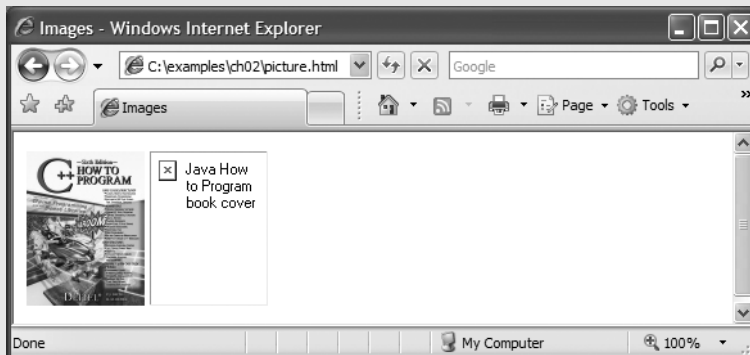 Images - Windows Internet Explorer
C:\examples\ch02\picture.html
Google
Images
Page
Tools
»
Sixth Edition
C++
HOW TO
PROGRAM
DEITEL
Java How
to Program
book cover
Done
My Computer
100%